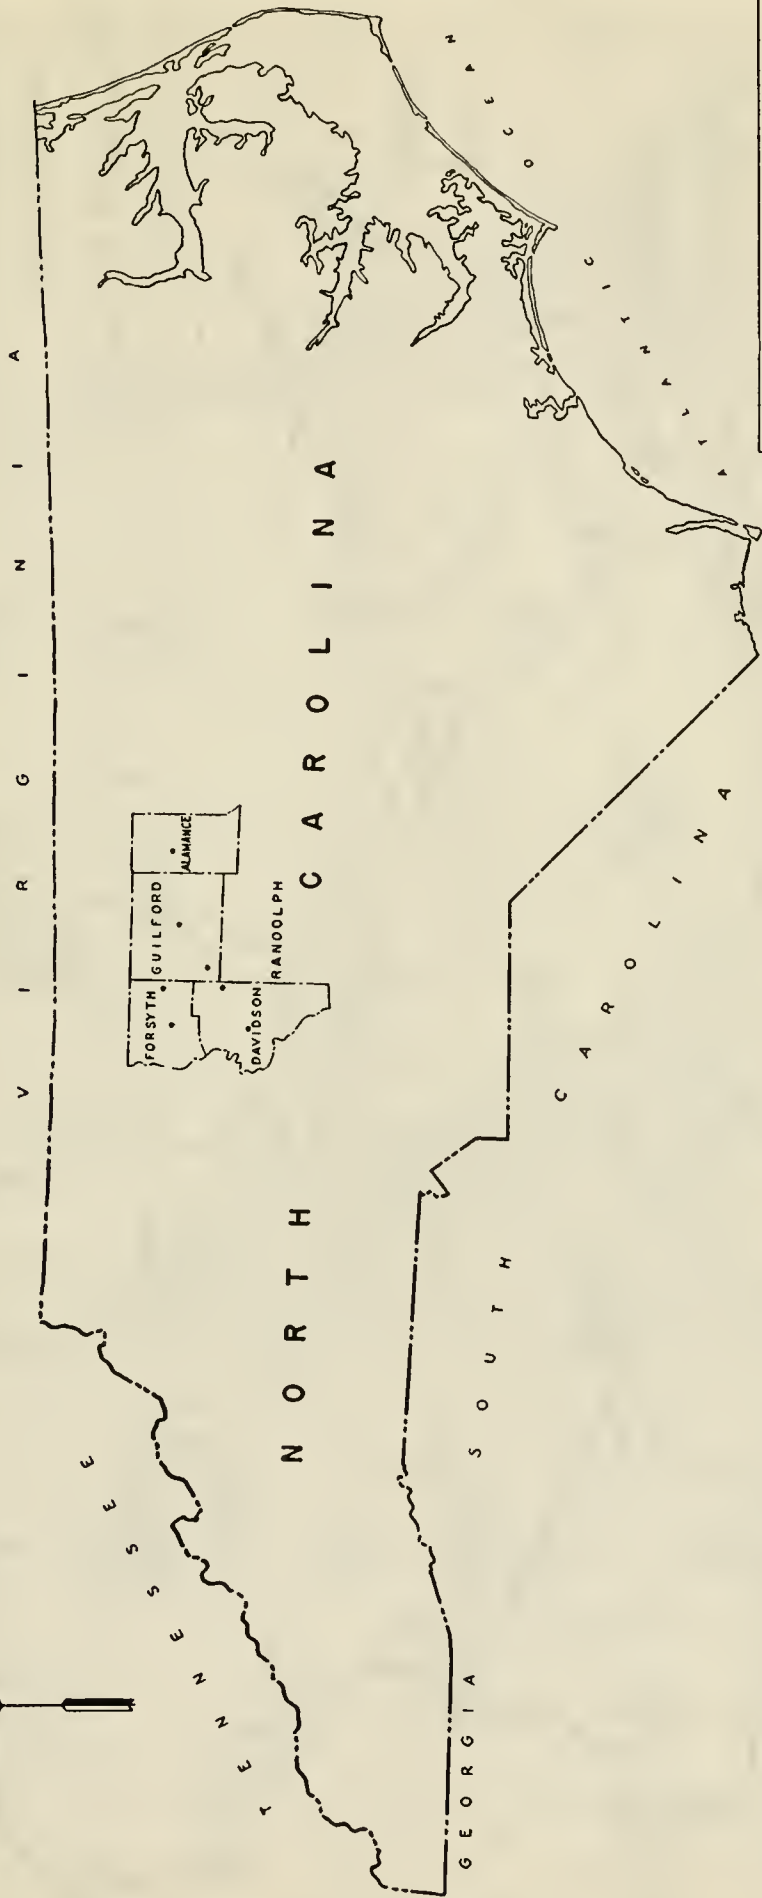 VIRGINIA
TENNESSEE
FORSYTH
GUILFORD
ALAMANCE
DAVIDSON
RANDOLPH
NORTH CAROLINA
GEORGIA
SOUTH CAROLINA
ATLANTIC OCEAN